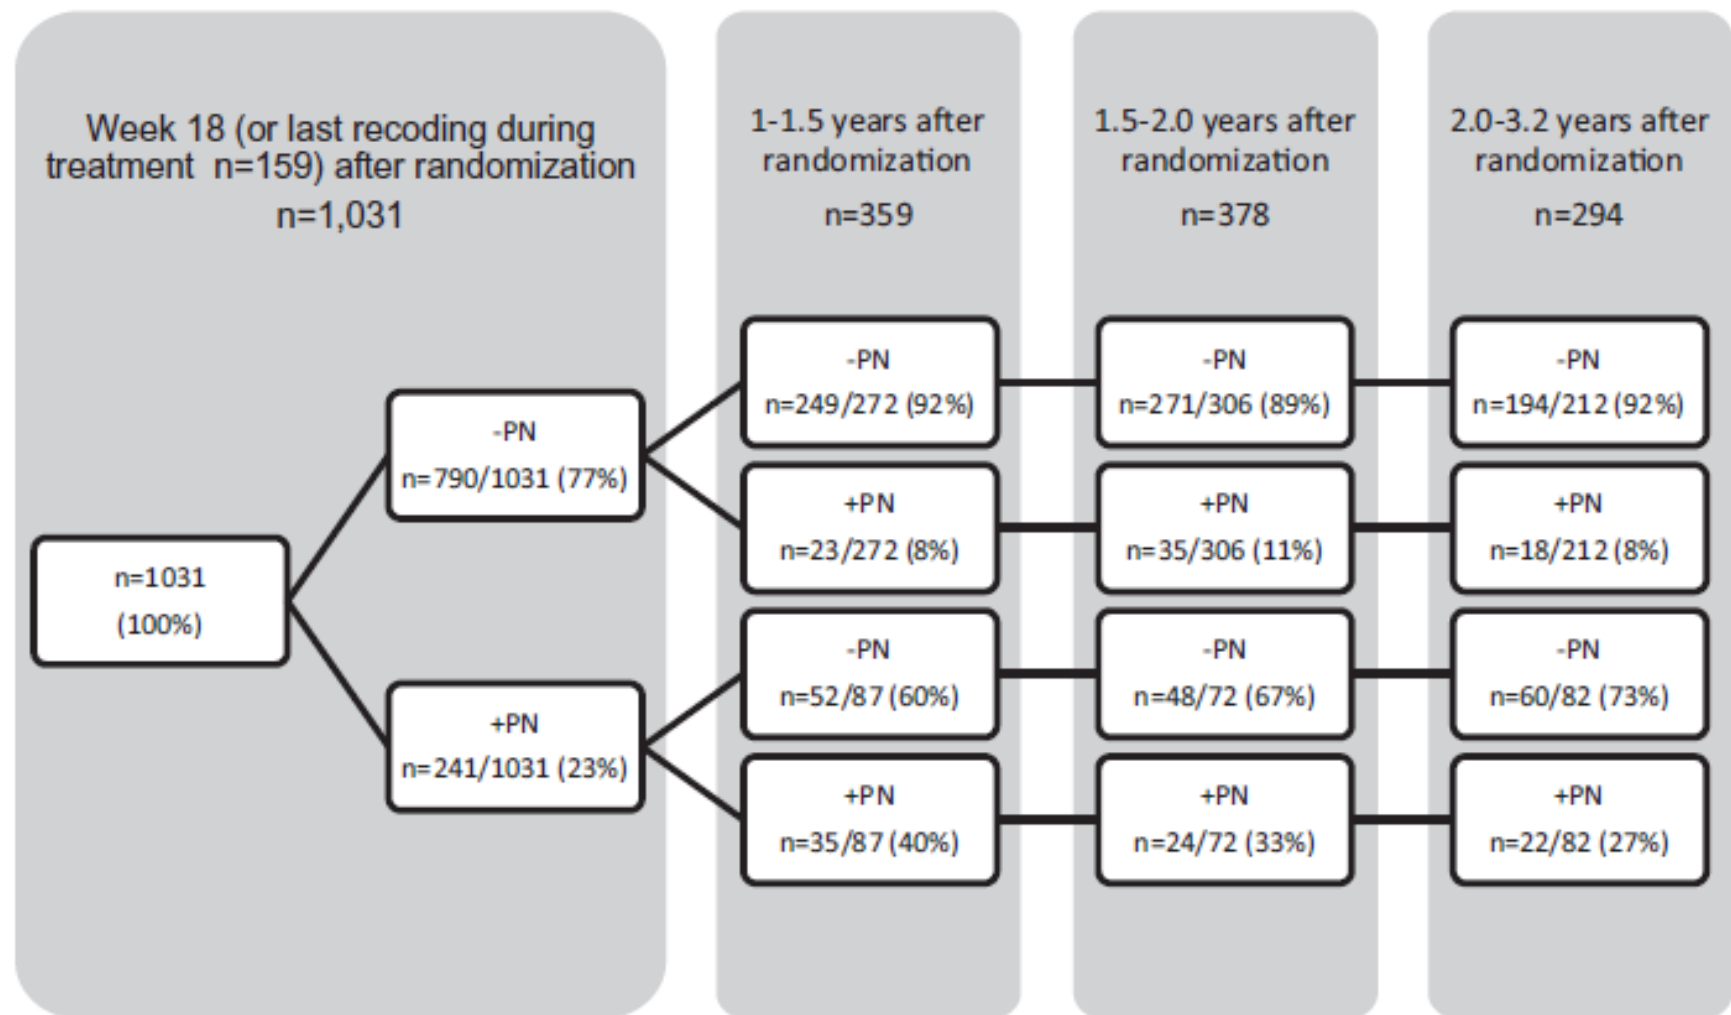 Week 18 (or last recoding during
treatment n=159) after randomization
n=1,031
n=1031
(100%)
-PN
n=790/1031 (77%)
+PN
n=241/1031 (23%)
1-1.5 years after
randomization
n=359
-PN
n=249/272 (92%)
+PN
n=23/272 (8%)
-PN
n=52/87 (60%)
+PN
n=35/87 (40%)
1.5-2.0 years after
randomization
n=378
-PN
n=271/306 (89%)
+PN
n=35/306 (11%)
-PN
n=48/72 (67%)
+PN
n=24/72 (33%)
2.0-3.2 years after
randomization
n=294
-PN
n=194/212 (92%)
+PN
n=18/212 (8%)
-PN
n=60/82 (73%)
+PN
n=22/82 (27%)